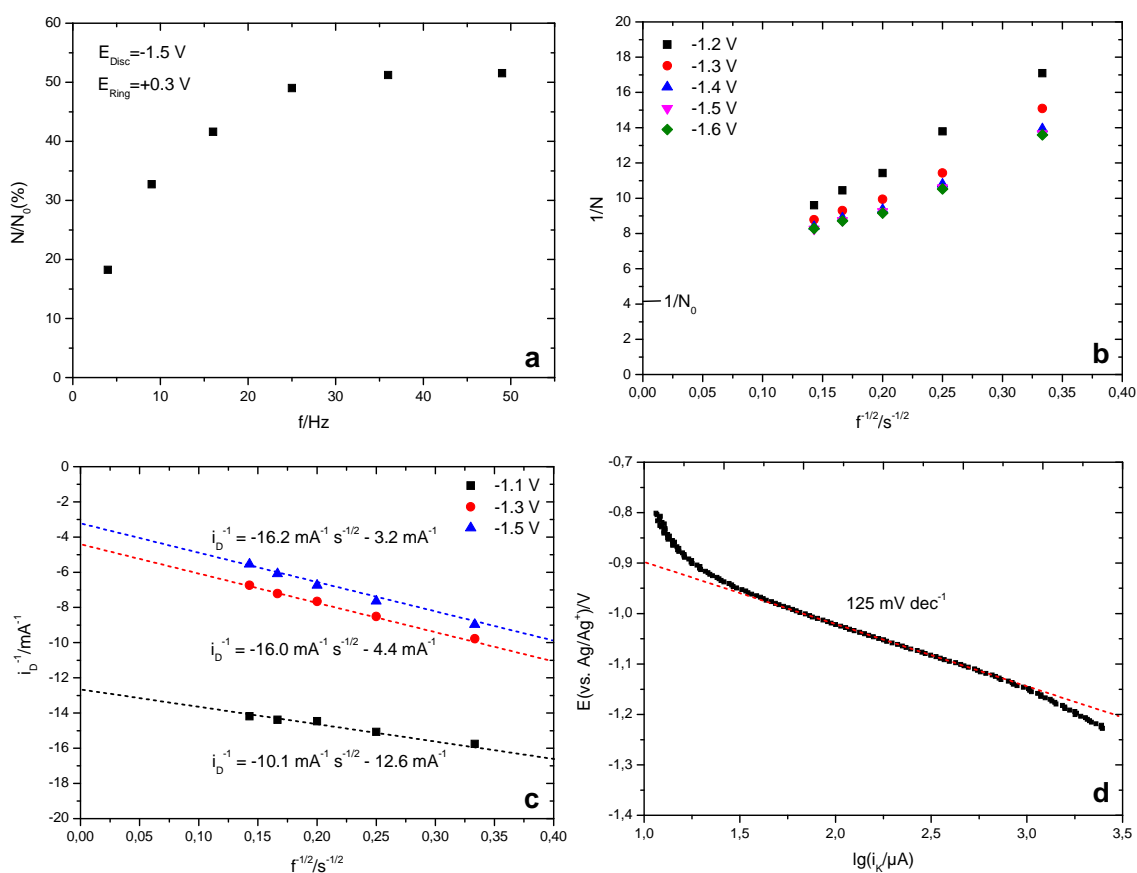 60
50
40
30
20
10
0
N/N₀(%)
E_Disc=-1.5 V
E_Ring=+0.3 V
a
0 10 20 30 40 50
f/Hz
20
18
16
14
12
10
8
6
4
2
0
1/N
-1.2 V
-1.3 V
-1.4 V
-1.5 V
-1.6 V
1/N₀
b
0,00 0,05 0,10 0,15 0,20 0,25 0,30 0,35 0,40
f^-1/2/s^-1/2
0
-2
-4
-6
-8
-10
-12
-14
-16
-18
-20
i_D^-1/mA^-1
-1.1 V
-1.3 V
-1.5 V
i_D^-1 = -16.2 mA^-1 s^-1/2 - 3.2 mA^-1
i_D^-1 = -16.0 mA^-1 s^-1/2 - 4.4 mA^-1
i_D^-1 = -10.1 mA^-1 s^-1/2 - 12.6 mA^-1
c
0,00 0,05 0,10 0,15 0,20 0,25 0,30 0,35 0,40
f^-1/2/s^-1/2
-0,7
-0,8
-0,9
-1,0
-1,1
-1,2
-1,3
-1,4
E(vs. Ag/Ag⁺)/V
125 mV dec^-1
d
1,0 1,5 2,0 2,5 3,0 3,5
lg(i_K/µA)